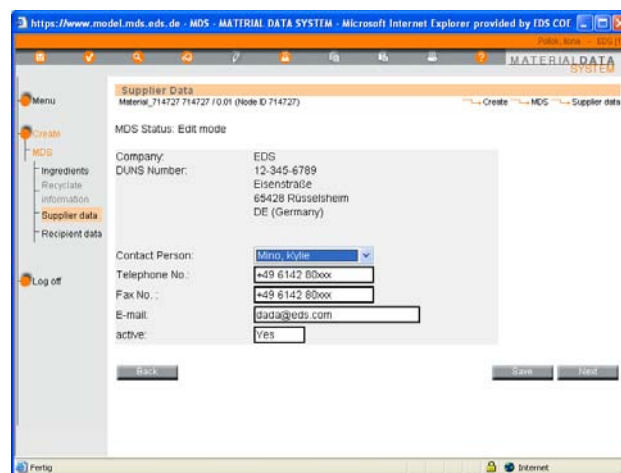 https://www.model.mds.eds.de - MDS - MATERIAL DATA SYSTEM - Microsoft Internet Explorer provided by EDS COE
MATERIALDATA
SYSTEM
Menu
Create
MDS
Ingredients
Recyclate
information
Supplier data
Recipient data
Log off
Supplier Data
Material_714727 714727 / 0.01 (Node ID 714727)
Create MDS Supplier data
MDS Status: Edit mode
Company: EDS
DUNS Number: 12-345-6789
Eisenstraße
65428 Rüsselsheim
DE (Germany)
Contact Person: Mino, Kylie
Telephone No.: +49 6142 80xxx
Fax No. : +49 6142 80xxx
E-mail: dada@eds.com
active: Yes
Back Save Next
Fertig Internet